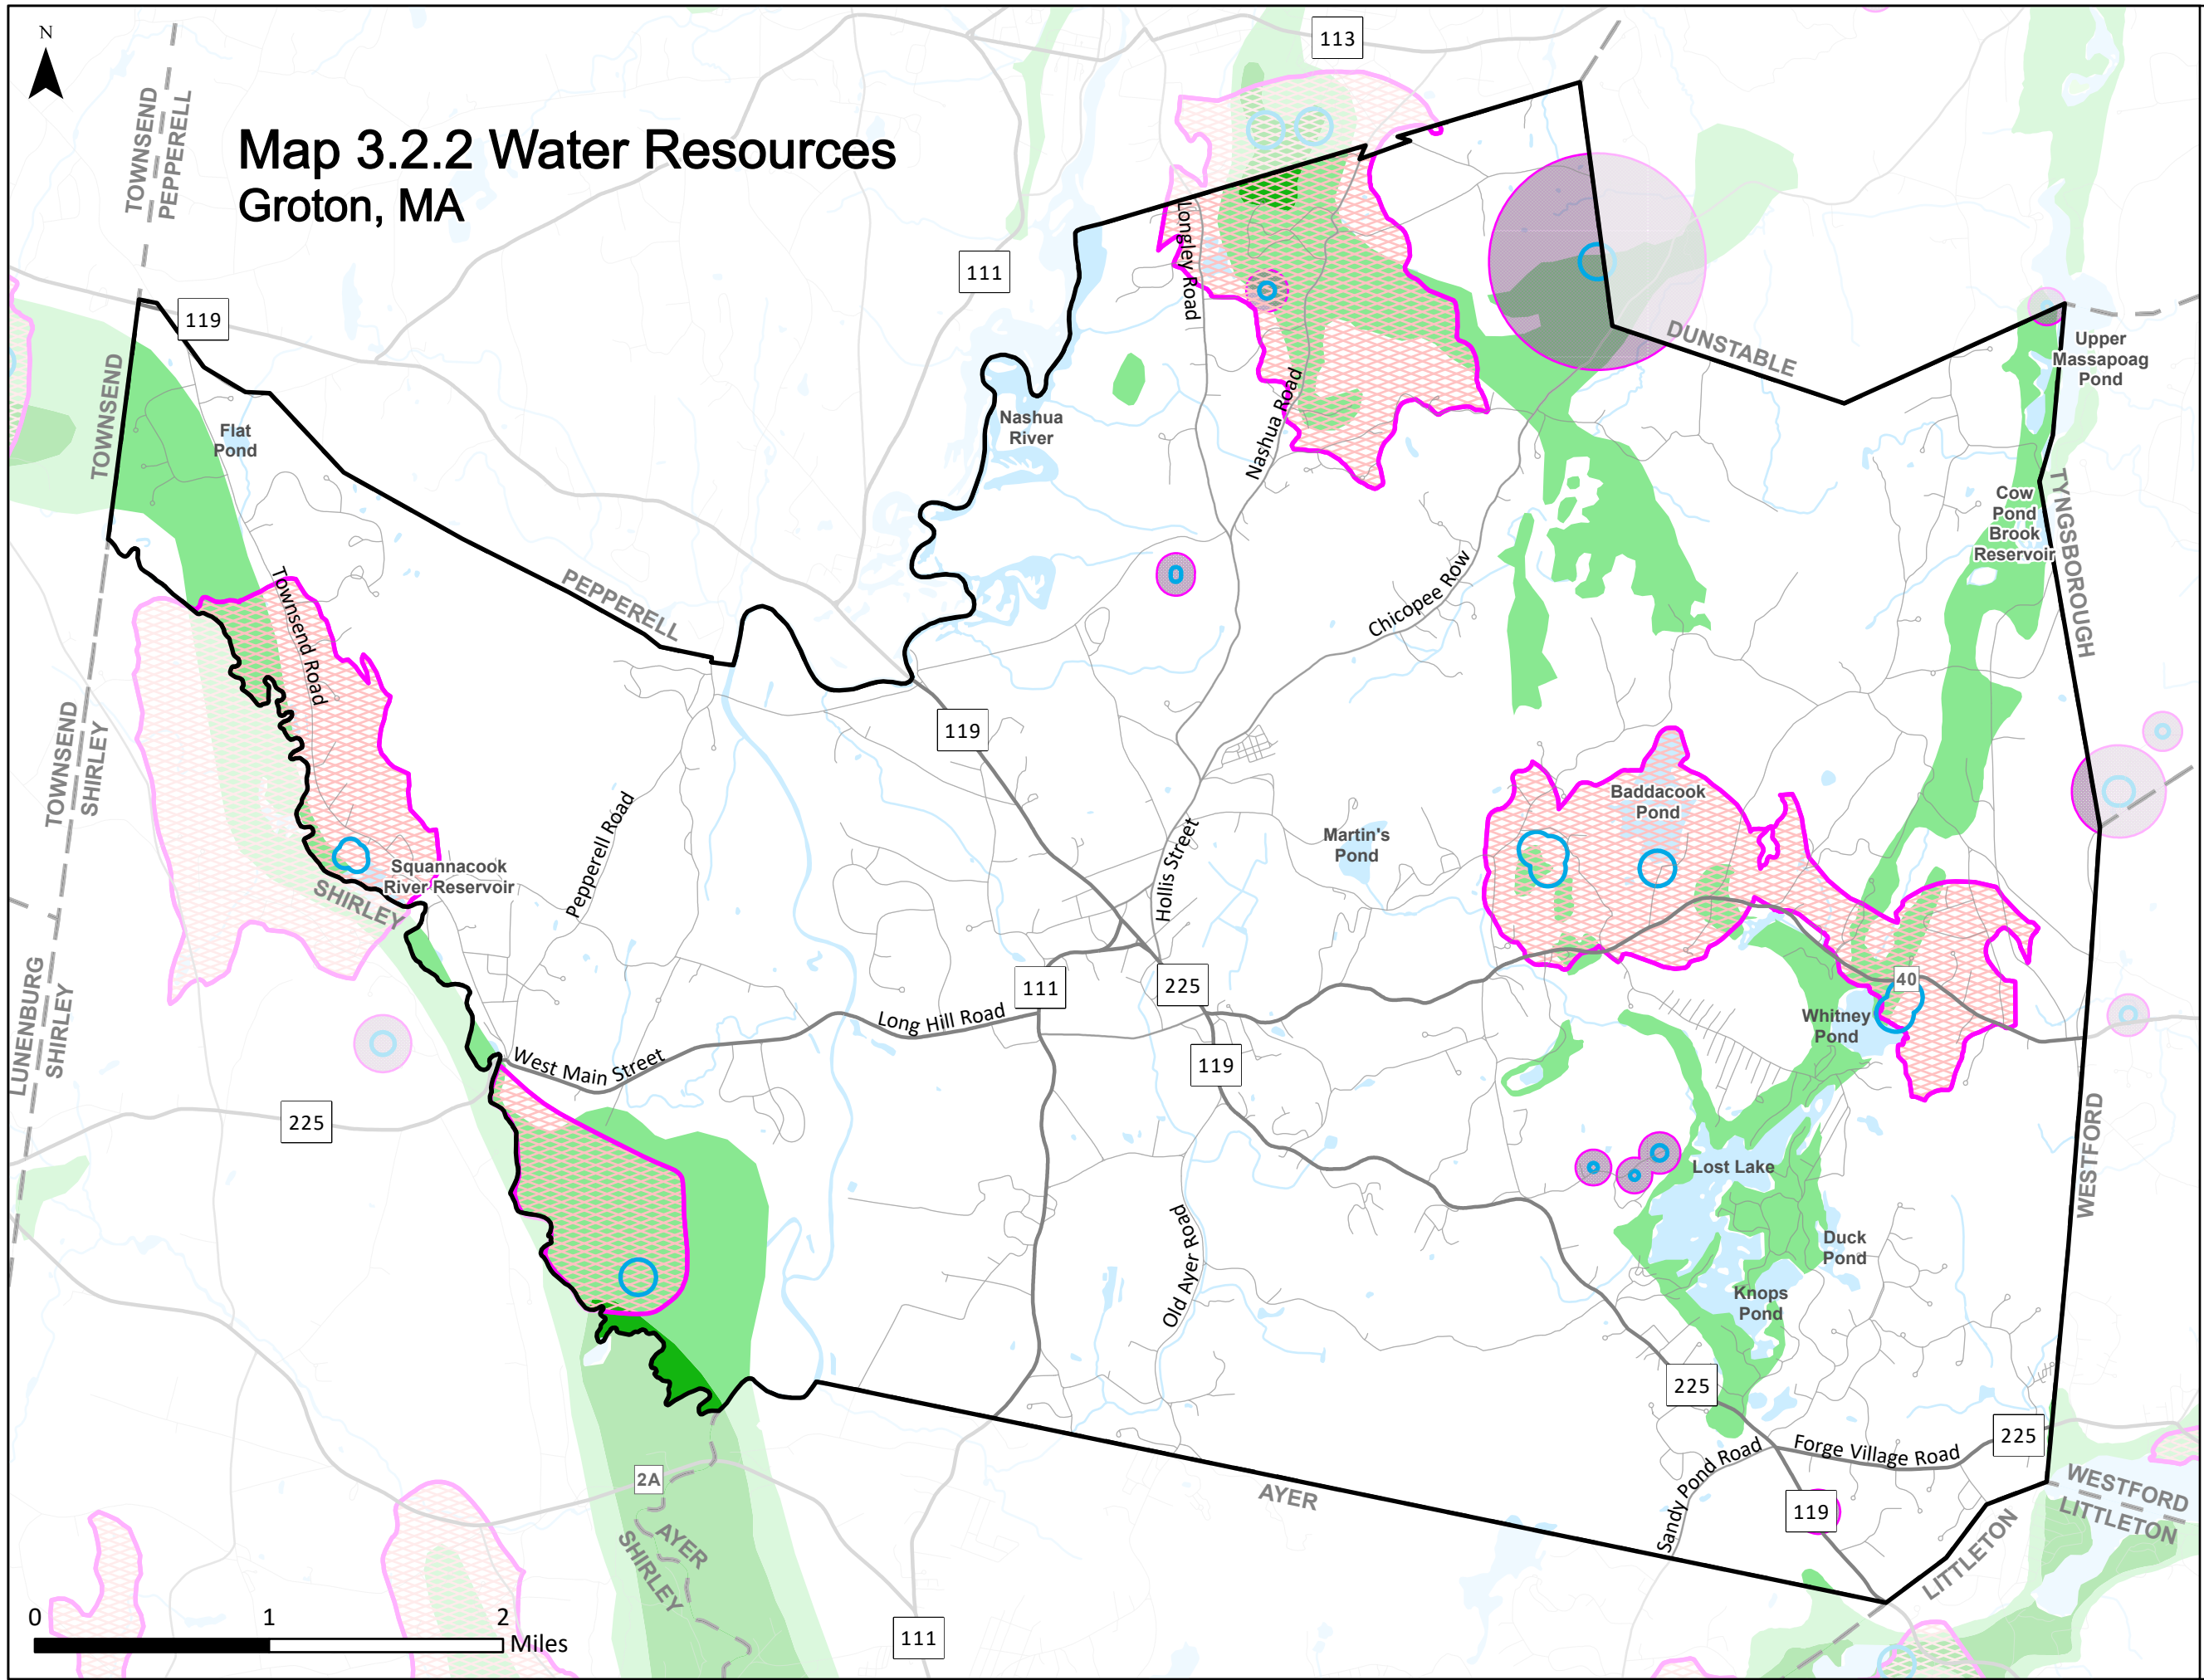 N
113
TOWNSEND
PEPPERELL
Map 3.2.2 Water Resources
Groton, MA
111
Longley Road
119
TOWNSEND
Flat
Pond
Nashua
River
Nashua Road
DUNSTABLE
Upper
Massapoag
Pond
Cow
Pond
Brook
Reservoir
TYNGSBOROUGH
Townsend Road
PEPPERELL
Chicopee Row
TOWNSEND
SHIRLEY
119
Pepperell Road
Squannacook
River Reservoir
SHIRLEY
Hollis Street
Martin's
Pond
Baddacook
Pond
LUNENBURG
SHIRLEY
111
225
Long Hill Road
West Main Street
119
40
Whitney
Pond
225
WESTFORD
Lost Lake
Duck
Pond
Knops
Pond
Old Ayer Road
225
Sandy Pond Road
Forge Village Road
225
119
WESTFORD
LITTLETON
LITTLETON
AYER
2A
AYER
SHIRLEY
111
0 1 2
Miles